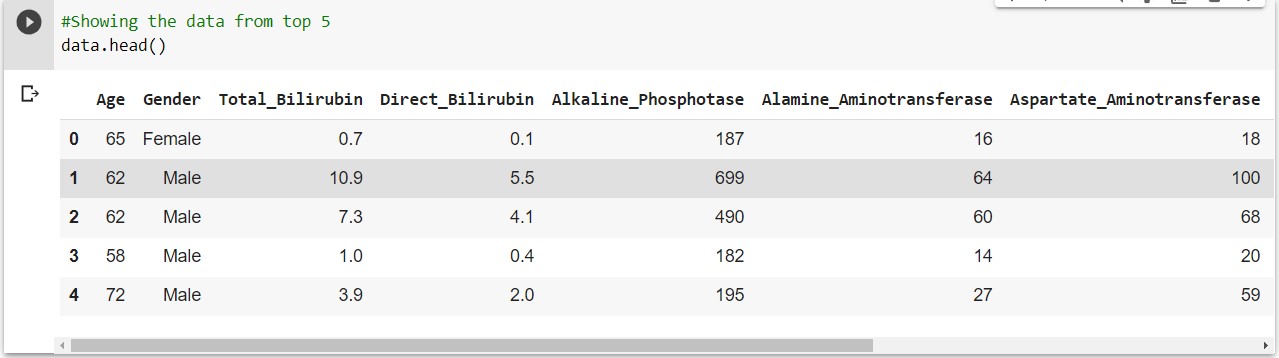 #Showing the data from top 5
data.head()
Age Gender Total_Bilirubin Direct_Bilirubin Alkaline_Phosphotase Alamine_Aminotransferase Aspartate_Aminotransferase
0 65 Female 0.7 0.1 187 16 18
1 62 Male 10.9 5.5 699 64 100
2 62 Male 7.3 4.1 490 60 68
3 58 Male 1.0 0.4 182 14 20
4 72 Male 3.9 2.0 195 27 59